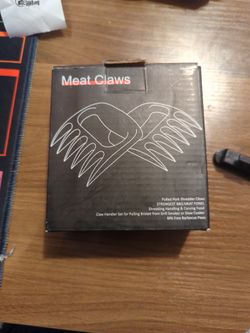 Meat Claws
Pulled Pork Shredder Claws
STRONGEST BBQ MEAT FORKS
Shredding Handling & Carving Food
Claw Handler Set for Pulling Brisket from Grill Smoker or Slow Cooker
BPA Free Barbecue Paws